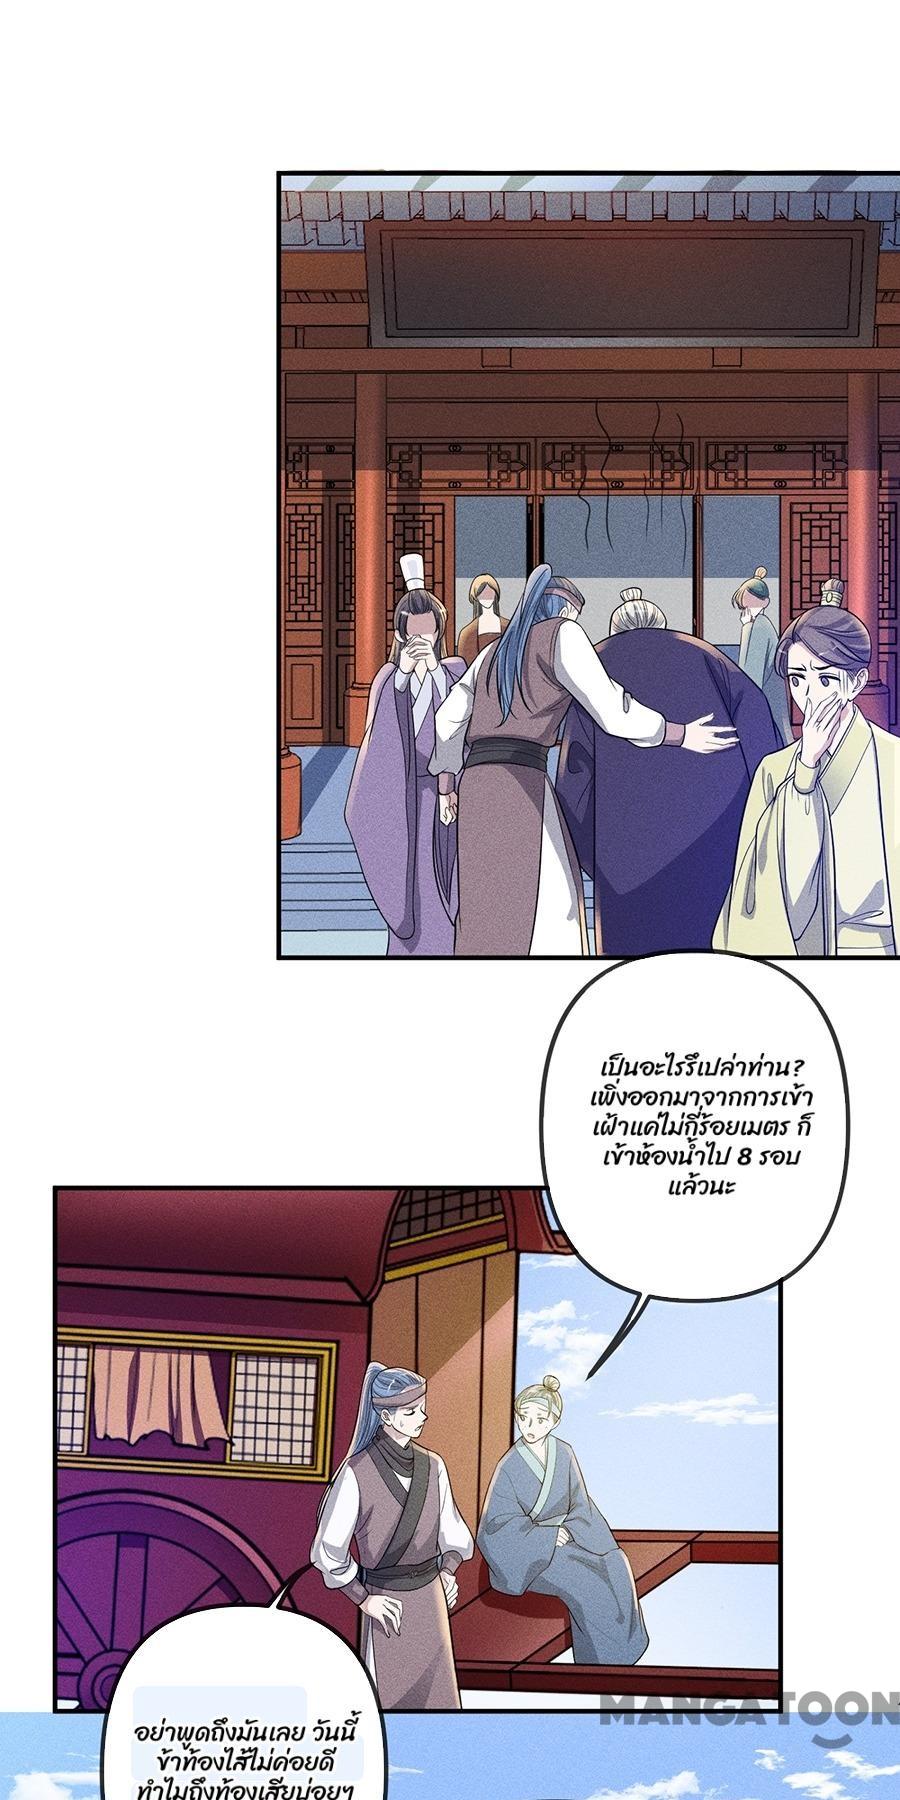 เป็นอะไรรึเปล่าท่าน?
เพิ่งออกมาจากการเข้า
เฝ้าแค่ไม่กี่ร้อยเมตร ก็
เข้าห้องน้ำไป 8 รอบ
แล้วนะ
MANGATOON
อย่าพูดถึงมันเลย วันนี้
ข้าท้องไส้ไม่ค่อยดี
ทำไมถึงท้องเสียบ่อยๆ